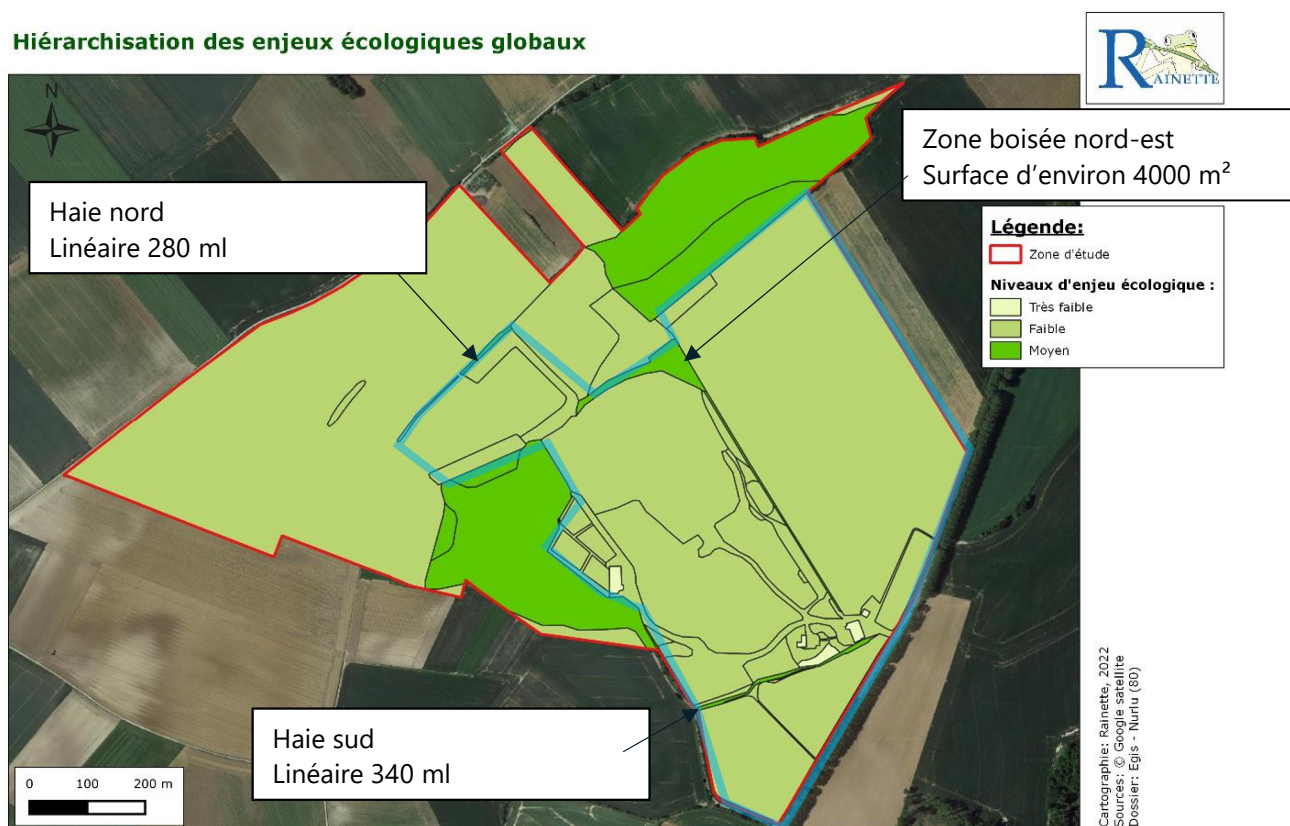 Hiérarchisation des enjeux écologiques globaux
RAINETTE
N
Zone boisée nord-est
Surface d’environ 4000 m²
Haie nord
Linéaire 280 ml
Légende:
Zone d'étude
Niveaux d'enjeu écologique :
Très faible
Faible
Moyen
Haie sud
Linéaire 340 ml
0 100 200 m
Cartographie: Rainette, 2022
Sources: © Google satellite
Dossier: Egis - Nurlu (80)